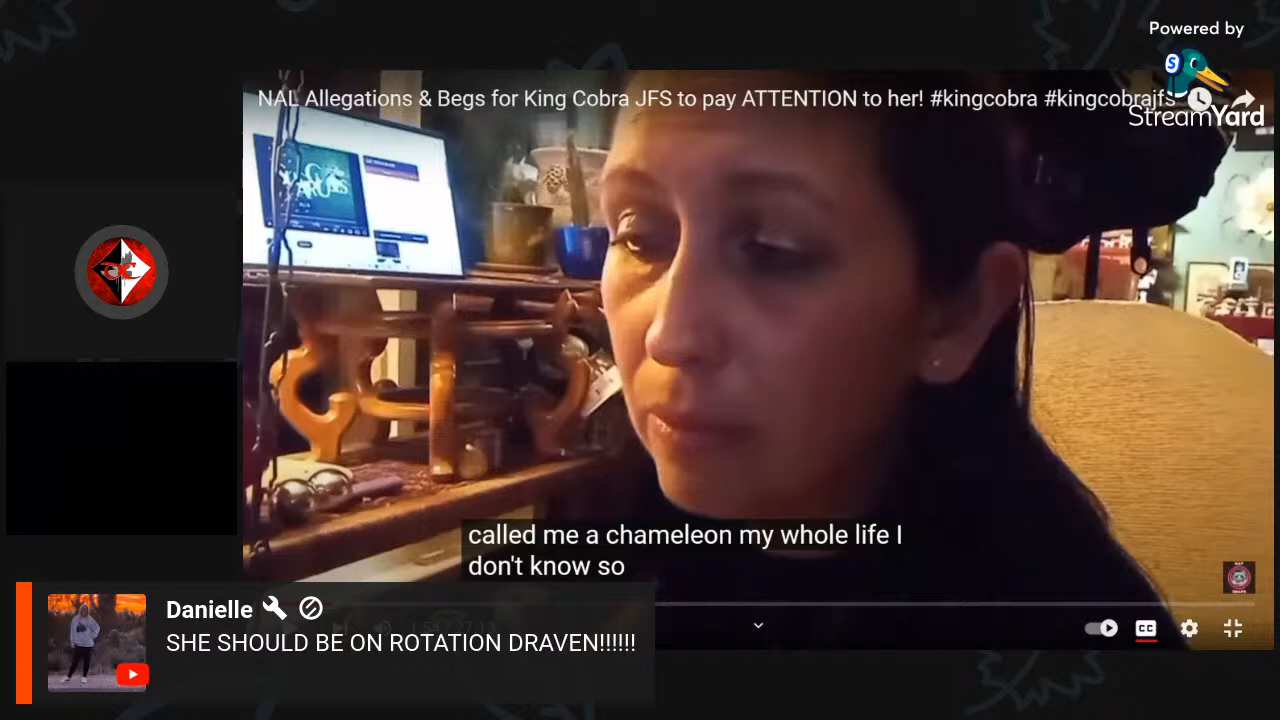 Powered by
StreamYard
NAL Allegations & Begs for King Cobra JFS to pay ATTENTION to her! #kingcobra #kingcobrajfs
called me a chameleon my whole life I
don't know so
CC
Danielle
SHE SHOULD BE ON ROTATION DRAVEN!!!!!!